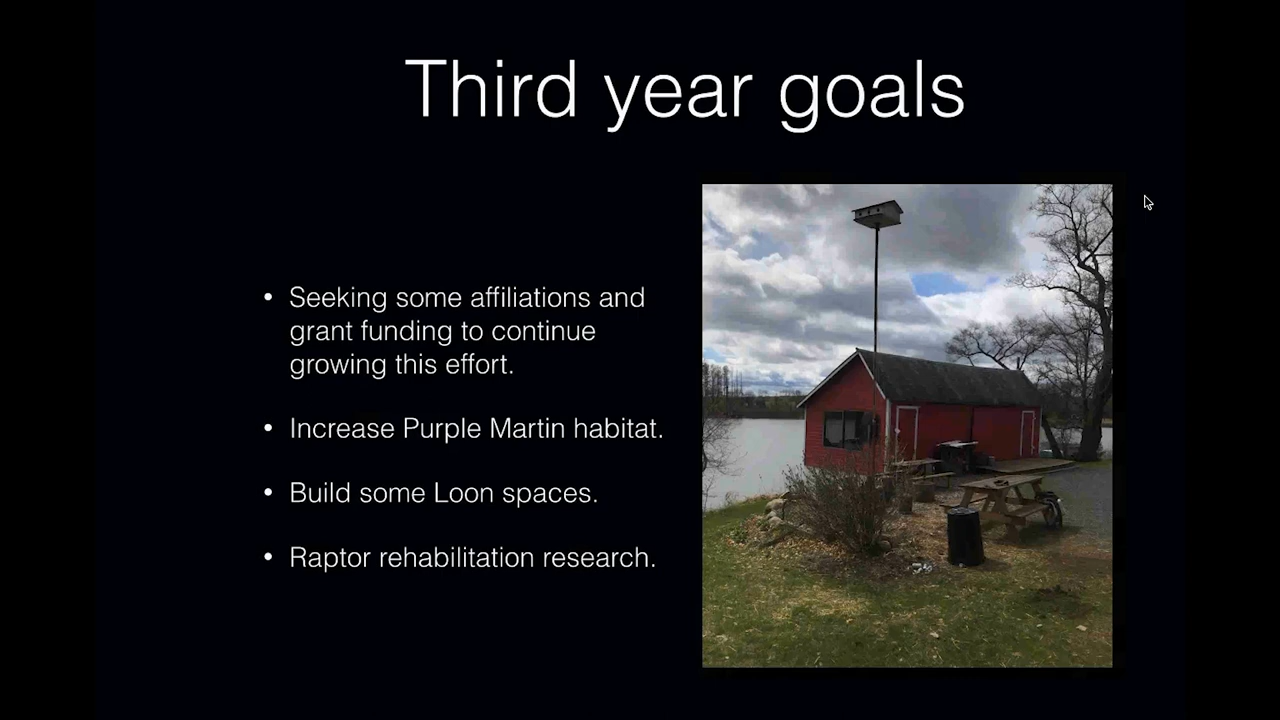 Third year goals
• Seeking some affiliations and
grant funding to continue
growing this effort.
• Increase Purple Martin habitat.
• Build some Loon spaces.
• Raptor rehabilitation research.